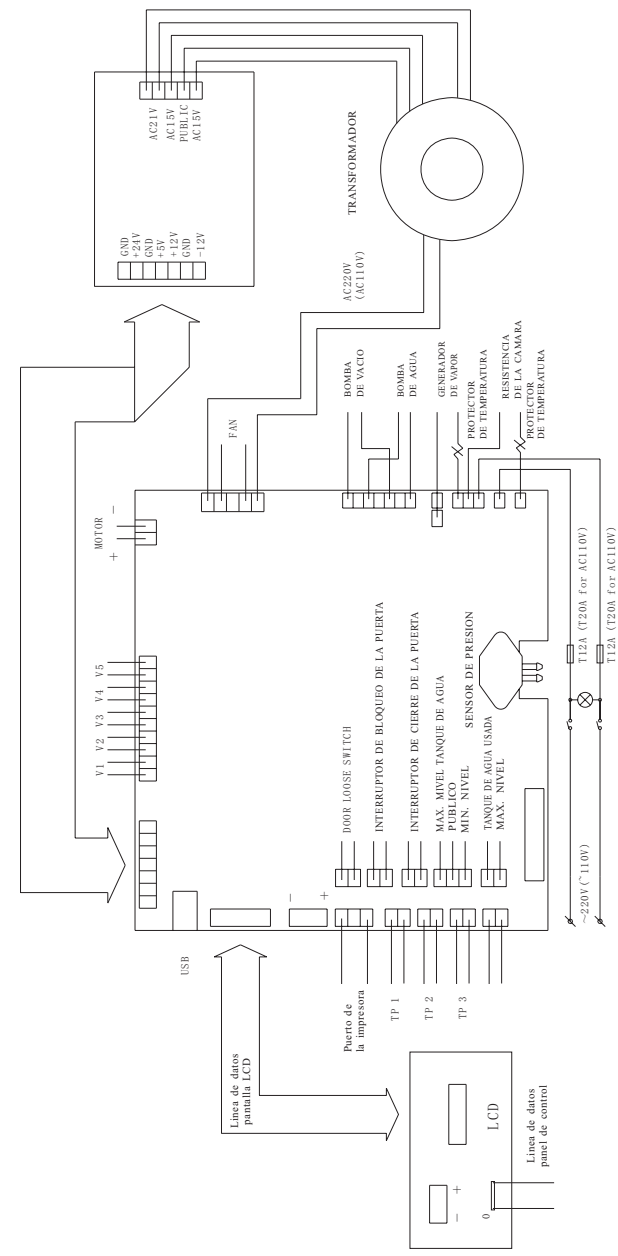 AC21V
AC15V
PUBLIC
AC15V
GND
+24V
GND
+5V
+12V
GND
-12V
TRANSFORMADOR
AC220V
(AC110V)
FAN
MOTOR
+ -
V1 V2 V3 V4 V5
BOMBA
DE VACIO
BOMBA
DE AGUA
GENERADOR
DE VAPOR
PROTECTOR
DE TEMPERATURA
RESISTENCIA
DE LA CAMARA
PROTECTOR
DE TEMPERATURA
DOOR LOOSE SWITCH
INTERRUPTOR DE BLOQUEO DE LA PUERTA
INTERRUPTOR DE CIERRE DE LA PUERTA
MAX. MIVEL TANQUE DE AGUA
PUBLICO
MIN. NIVEL
SENSOR DE PRESION
TANQUE DE AGUA USADA
MAX. NIVEL
T12A (T20A for AC110V)
T12A (T20A for AC110V)
~220V(~110V)
USB
- +
Puerto de
la impresora
TP 1
TP 2
TP 3
Linea de datos
pantalla LCD
LCD
- +
0
Linea de datos
panel de control